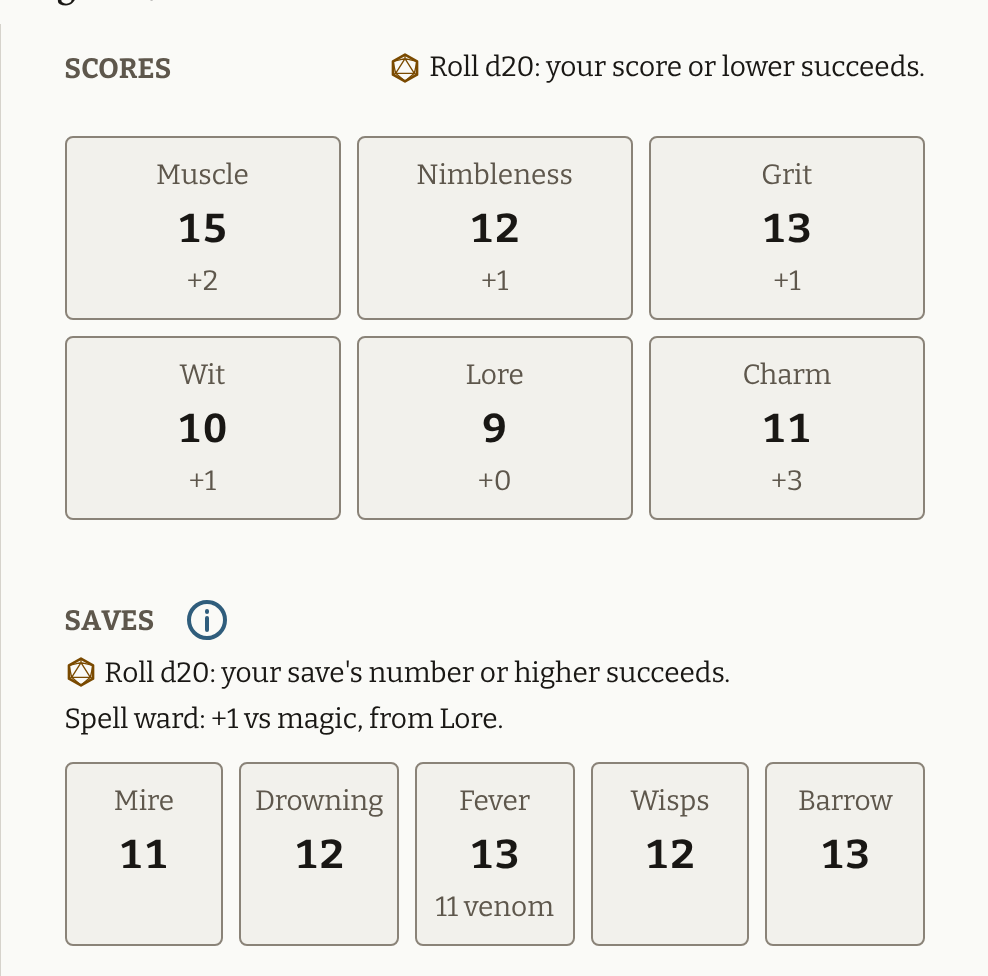 SCORES
Roll d20: your score or lower succeeds.
Muscle
15
+2
Nimbleness
12
+1
Grit
13
+1
Wit
10
+1
Lore
9
+0
Charm
11
+3
SAVES
Roll d20: your save's number or higher succeeds.
Spell ward: +1 vs magic, from Lore.
Mire
11
Drowning
12
Fever
13
11 venom
Wisps
12
Barrow
13